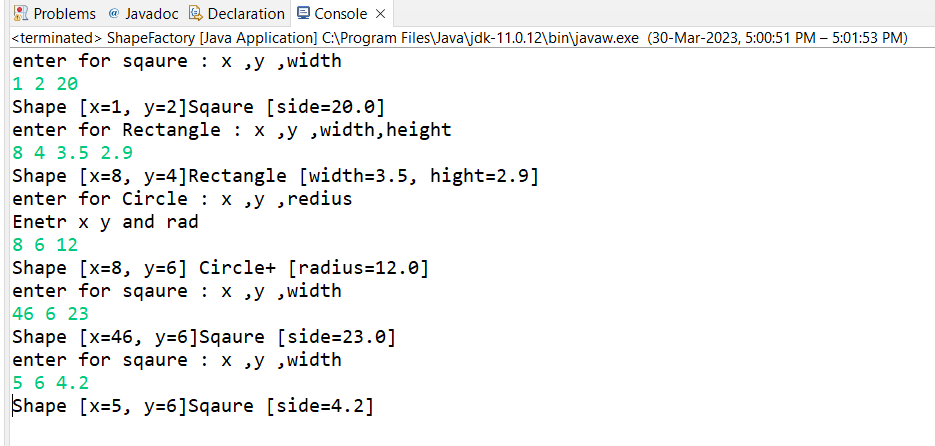 Problems @ Javadoc Declaration Console ×
<terminated> ShapeFactory [Java Application] C:\Program Files\Java\jdk-11.0.12\bin\javaw.exe (30-Mar-2023, 5:00:51 PM – 5:01:53 PM)
enter for sqaure : x ,y ,width
1 2 20
Shape [x=1, y=2]Sqaure [side=20.0]
enter for Rectangle : x ,y ,width,height
8 4 3.5 2.9
Shape [x=8, y=4]Rectangle [width=3.5, hight=2.9]
enter for Circle : x ,y ,redius
Enetr x y and rad
8 6 12
Shape [x=8, y=6] Circle+ [radius=12.0]
enter for sqaure : x ,y ,width
46 6 23
Shape [x=46, y=6]Sqaure [side=23.0]
enter for sqaure : x ,y ,width
5 6 4.2
Shape [x=5, y=6]Sqaure [side=4.2]